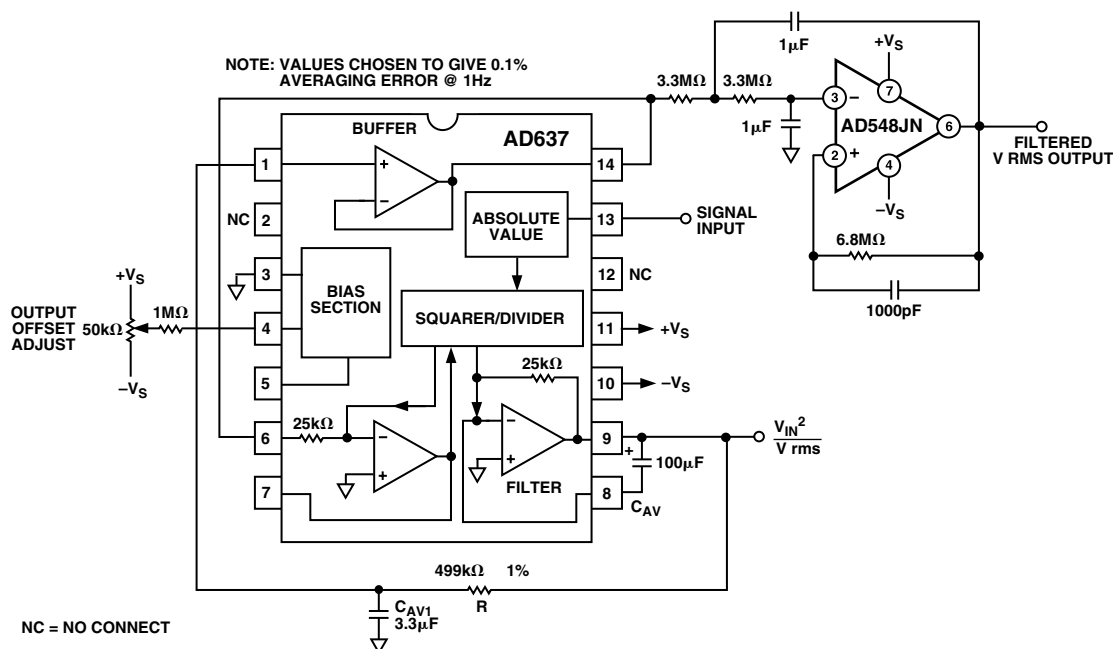 NOTE: VALUES CHOSEN TO GIVE 0.1%
AVERAGING ERROR @ 1Hz
1µF
+VS
3.3MΩ
3.3MΩ
3
–
7
AD548JN
6
1µF
2
+
4
–VS
FILTERED
V RMS OUTPUT
6.8MΩ
1000pF
BUFFER
AD637
1
+
–
14
NC
2
ABSOLUTE
VALUE
13
SIGNAL
INPUT
3
BIAS
SECTION
12
NC
+VS
OUTPUT
OFFSET
ADJUST
50kΩ
1MΩ
–VS
4
SQUARER/DIVIDER
11
+VS
5
25kΩ
10
–VS
6
25kΩ
–
+
–
+
9
VIN2
V rms
+
100µF
7
FILTER
8
CAV
499kΩ 1%
R
CAV1
3.3µF
NC = NO CONNECT